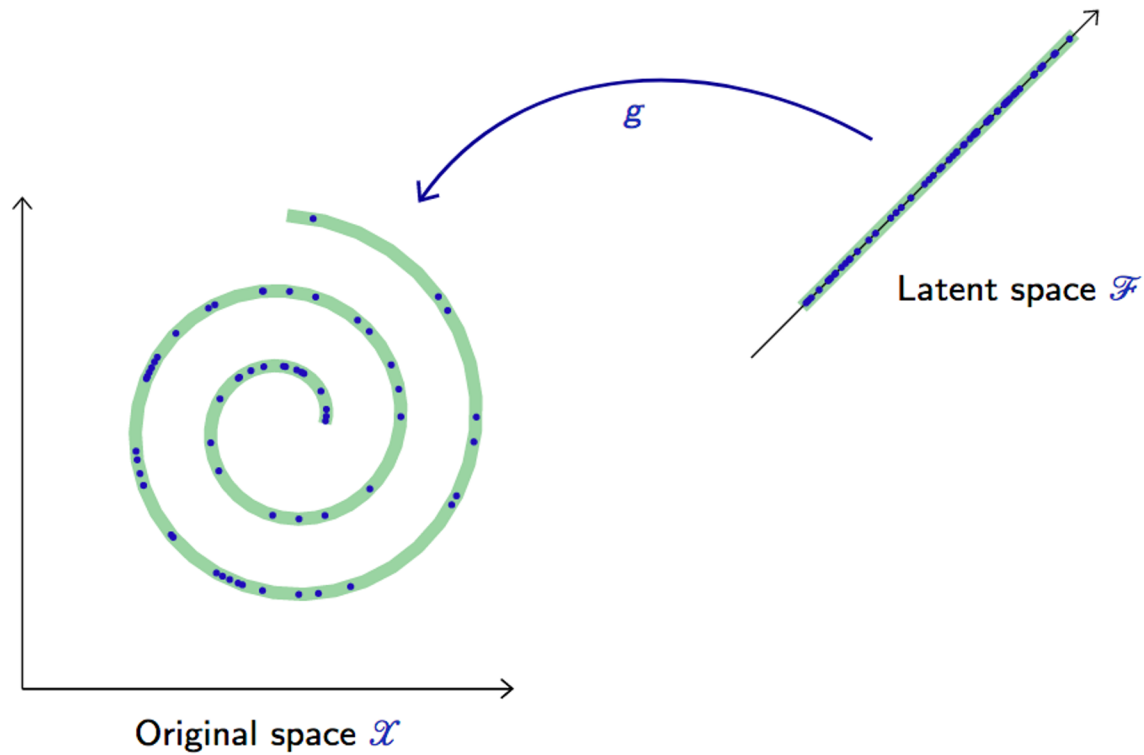 g
Latent space ℱ
Original space 𝒳